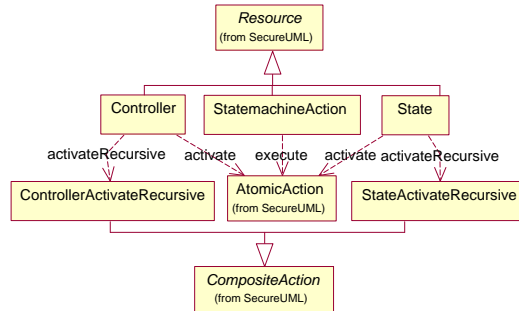 Resource
(from SecureUML)
Controller
StatemachineAction
State
activateRecursive
activate
execute
activate
activateRecursive
ControllerActivateRecursive
AtomicAction
(from SecureUML)
StateActivateRecursive
CompositeAction
(from SecureUML)